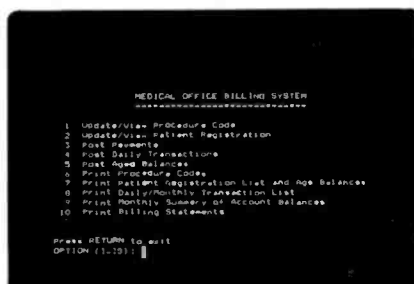 MEDICAL OFFICE BILLING SYSTEM
1 Update/View Procedure Code
2 Update/View Patient Registration
3 Post Payments
4 Post Daily Transactions
5 Post Aged Balances
6 Print Procedure Codes
7 Print Patient Registration List and Age Balances
8 Print Daily/Monthly Transaction List
9 Print Monthly Summary of Account Balances
10 Print Billing Statements
Press RETURN to exit
OPTION (1-10):